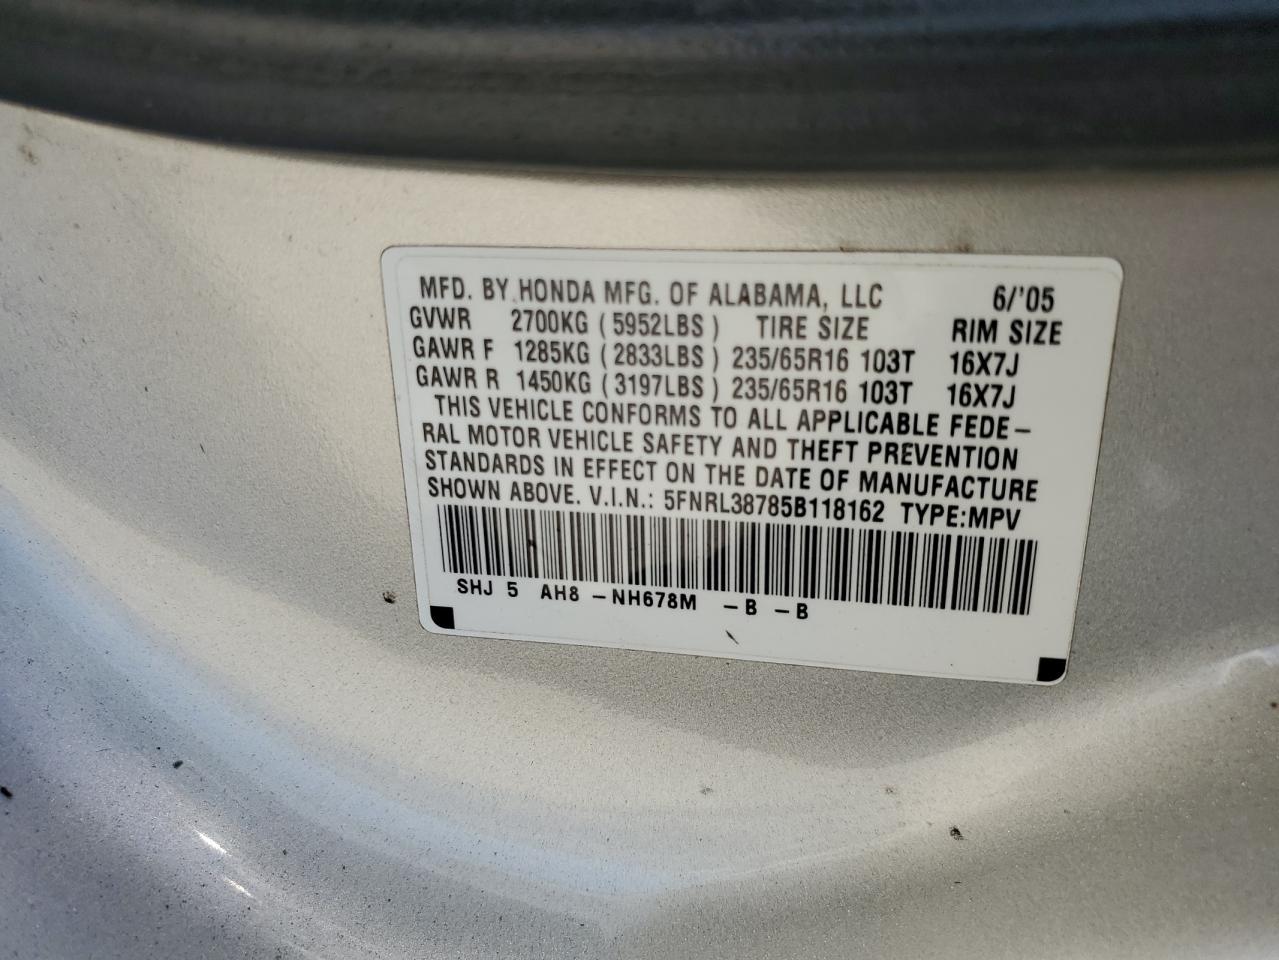 MFD. BY HONDA MFG. OF ALABAMA, LLC 6/'05
GVWR 2700KG (5952LBS) TIRE SIZE RIM SIZE
GAWR F 1285KG (2833LBS) 235/65R16 103T 16X7J
GAWR R 1450KG (3197LBS) 235/65R16 103T 16X7J
THIS VEHICLE CONFORMS TO ALL APPLICABLE FEDE-
RAL MOTOR VEHICLE SAFETY AND THEFT PREVENTION
STANDARDS IN EFFECT ON THE DATE OF MANUFACTURE
SHOWN ABOVE. V.I.N.: 5FNRL38785B118162 TYPE:MPV
SHJ 5 AH8 -NH678M -B -B